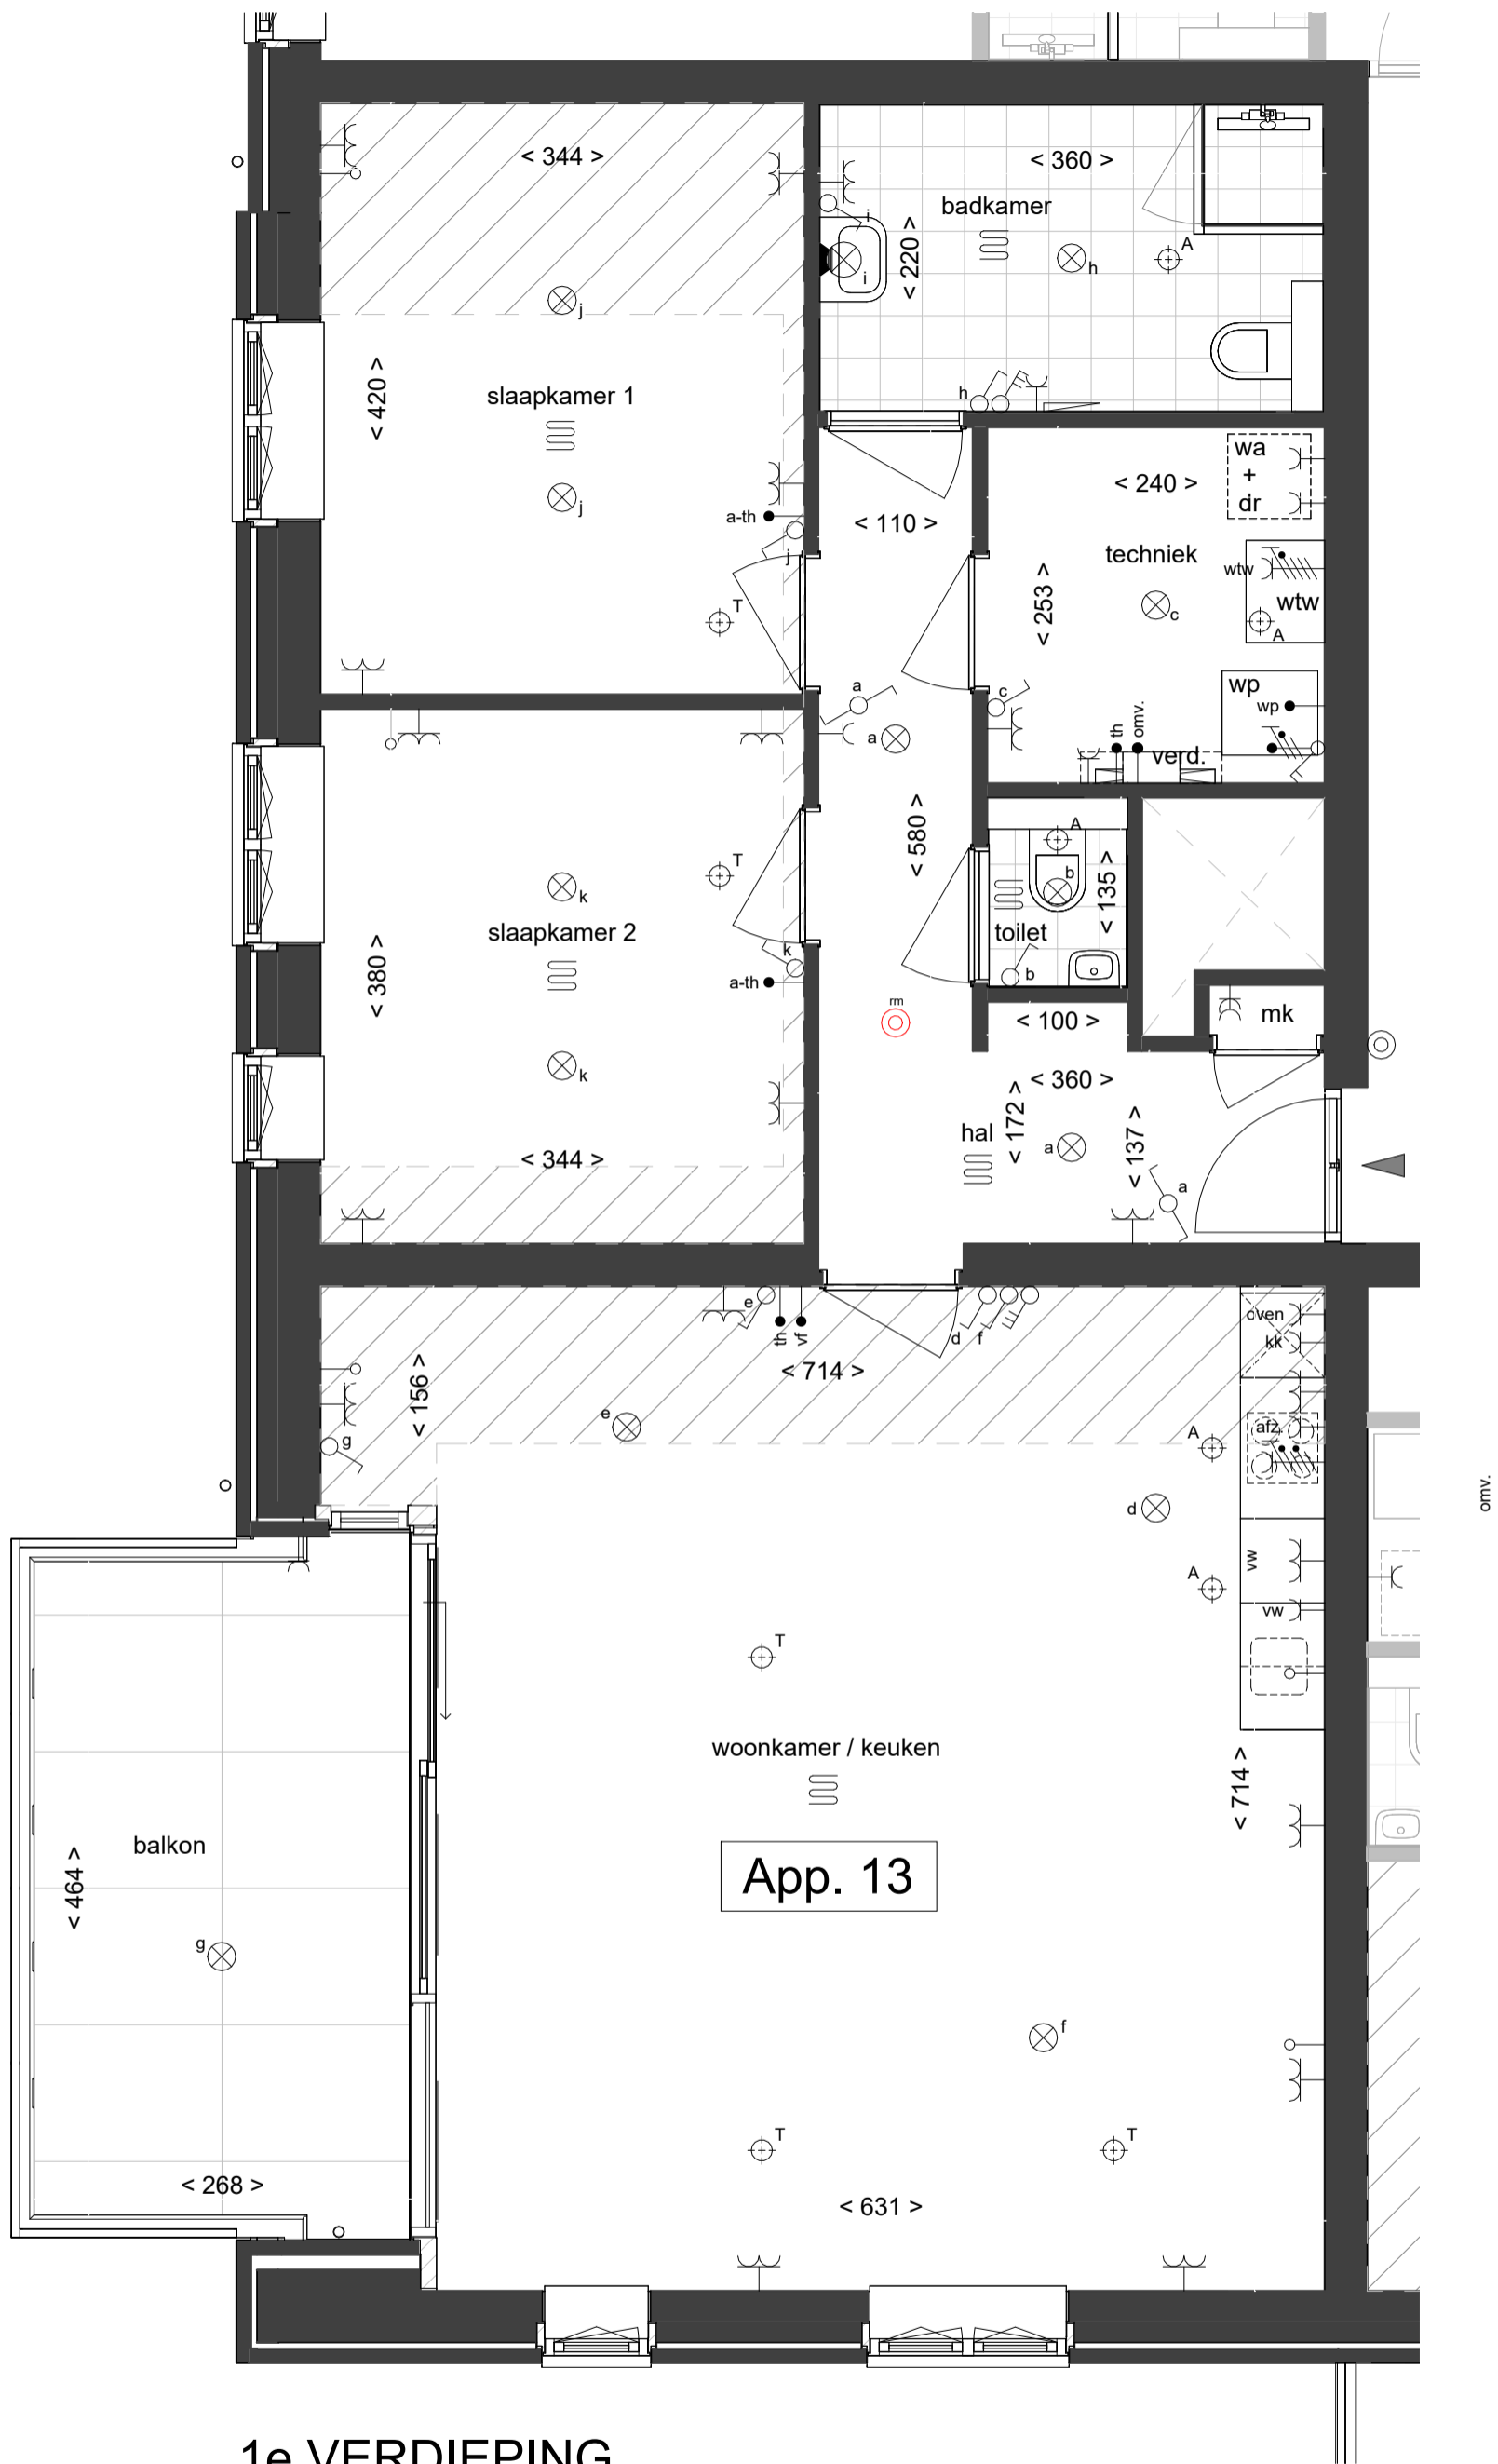 < 344 >
< 360 >
badkamer
i
< 220 >
A
i
h
j
< 420 >
slaapkamer 1
h
wa
+
dr
< 240 >
j
a-th
< 110 >
j
techniek
wtw
wtw
< 253 >
T
c
A
a
c
wp
wp
a
th
omv.
verd.
< 580 >
A
T
b
< 135 >
k
slaapkamer 2
toilet
k
< 380 >
a-th
b
rm
mk
< 100 >
k
< 360 >
< 172 >
hal
a
< 137 >
< 344 >
a
e
th
vf
d
f
oven
kk
< 714 >
< 156 >
e
g
A
afz.
omv.
d
vw
A
vw
T
woonkamer / keuken
< 714 >
balkon
< 464 >
App. 13
g
f
T
T
< 268 >
< 631 >
1e VERDIEPING